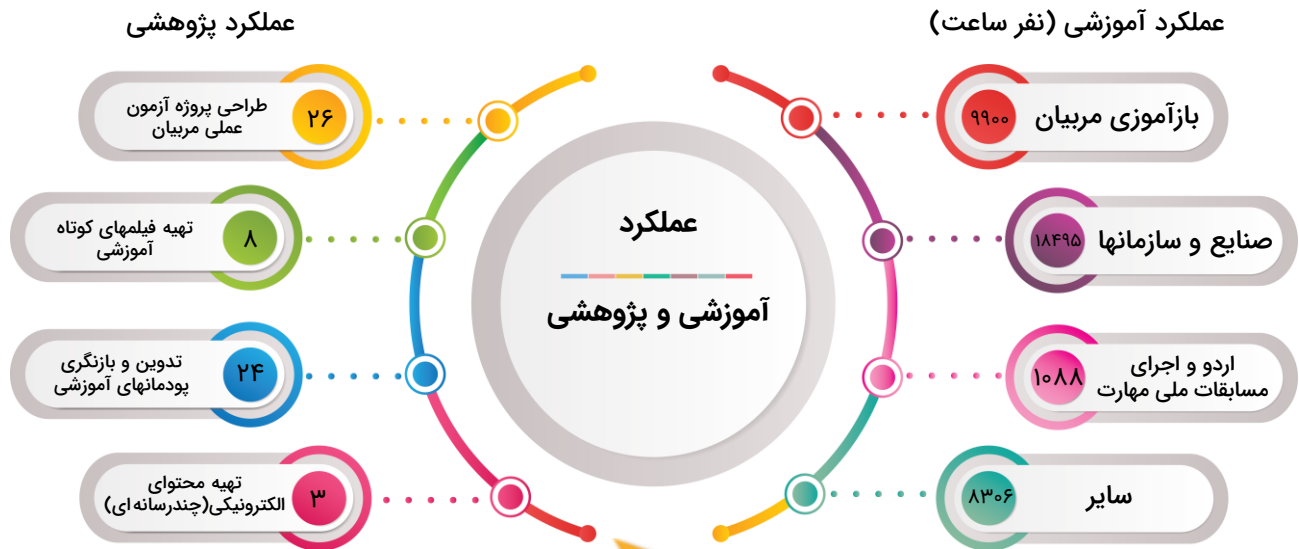 عملکرد آموزشی (نفر ساعت)
۹۹۰۰
بازآموزی مربیان
۱۸۴۹۵
صنایع و سازمانها
۱۰۸۸
اردو و اجرای
مسابقات ملی مهارت
۸۳۰۶
سایر
عملکرد
آموزشی و پژوهشی
عملکرد پژوهشی
۲۶
طراحی پروژه آزمون
عملی مربیان
۸
تهیه فیلمهای کوتاه
آموزشی
۲۴
تدوین و بازنگری
پودمانهای آموزشی
۳
تهیه محتوای
الکترونیکی(چندرسانه‌ای)